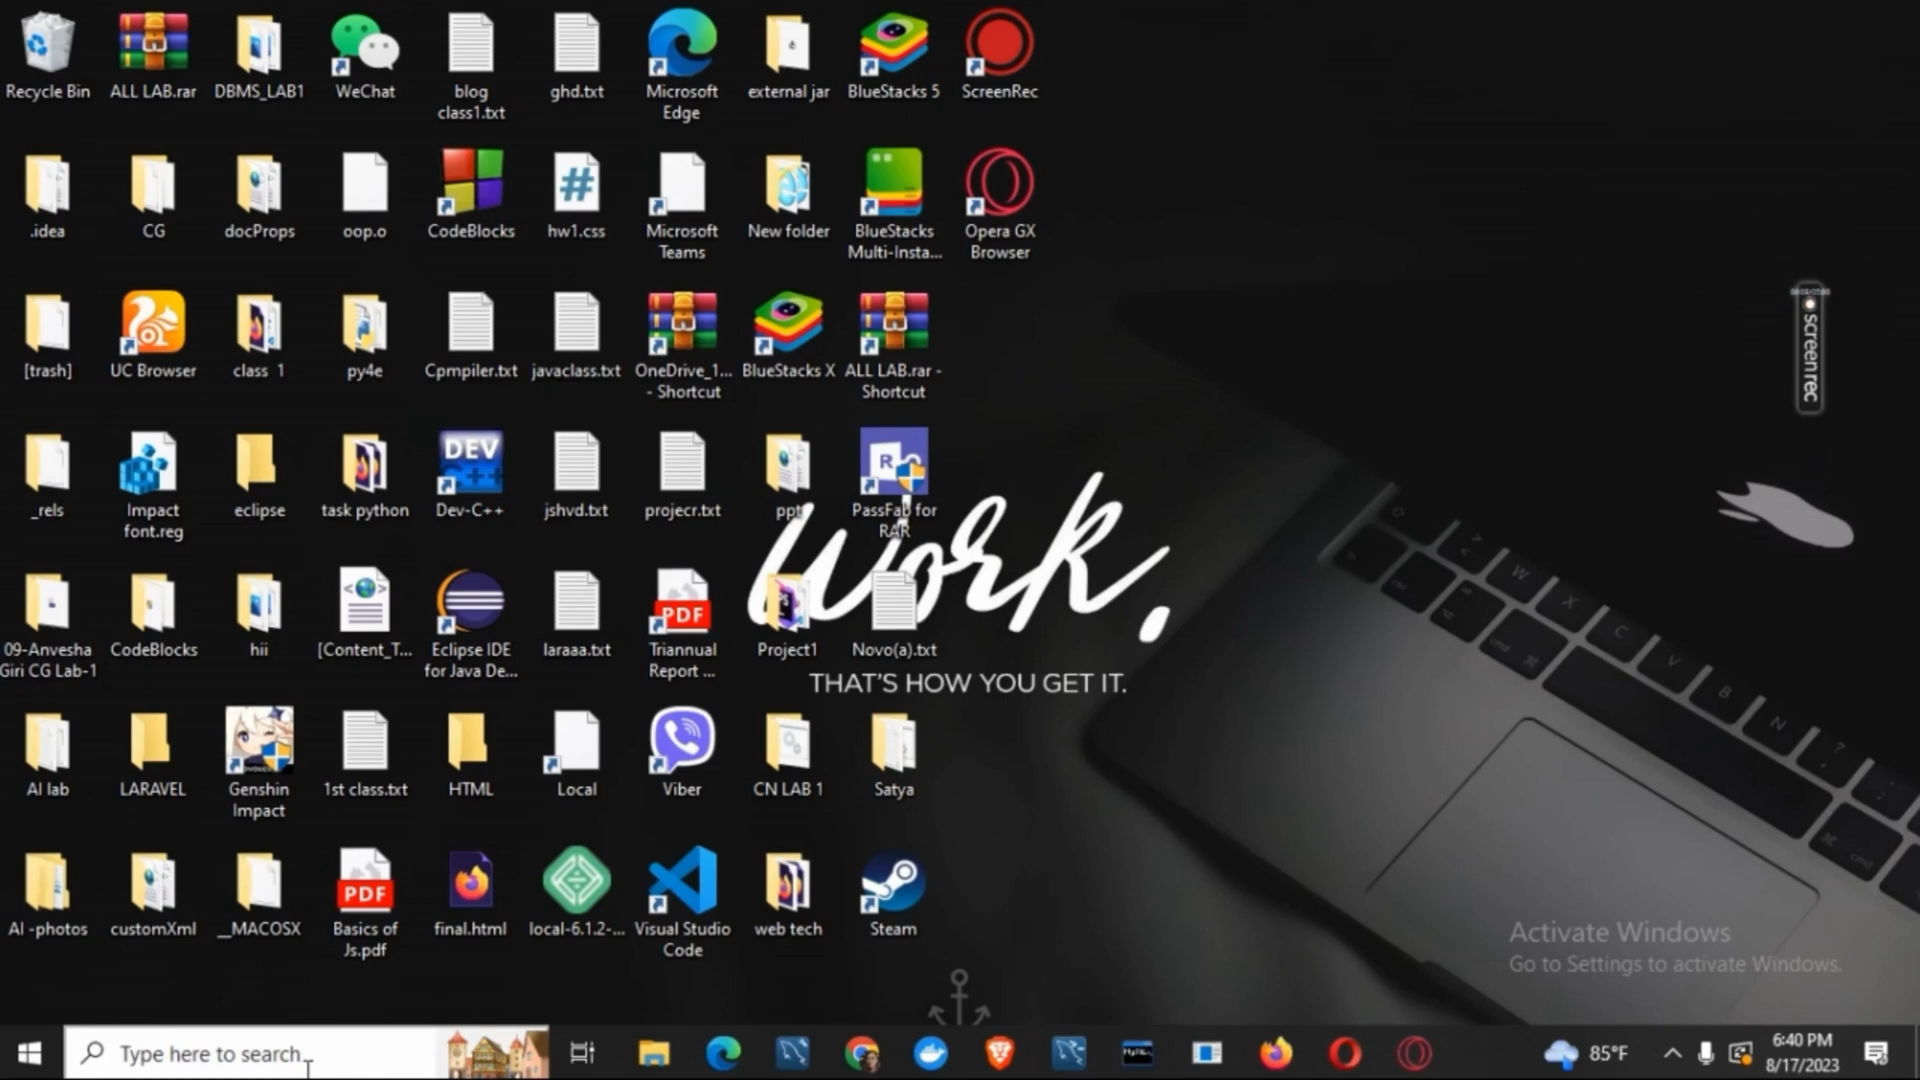 Recycle Bin
ALL LAB.rar
DBMS_LAB1
WeChat
blog
class1.txt
ghd.txt
Microsoft
Edge
external jar
BlueStacks 5
ScreenRec
.idea
CG
docProps
oop.o
CodeBlocks
hw1.css
Microsoft
Teams
New folder
BlueStacks
Multi-Insta...
Opera GX
Browser
[trash]
UC Browser
class 1
py4e
Cpmpiler.txt
javaclass.txt
OneDrive_1...
- Shortcut
BlueStacks X
ALL LAB.rar -
Shortcut
screenrec
_rels
Impact
font.reg
eclipse
task python
DEV
C++
Dev-C++
jshvd.txt
projecr.txt
ppt
PassFab for
RAR
Work.
THAT'S HOW YOU GET IT.
09-Anvesha
Giri CG Lab-1
CodeBlocks
hii
[Content_T...
Eclipse IDE
for Java De...
laraaa.txt
PDF
Triannual
Report ...
Project1
Novo(a).txt
AI lab
LARAVEL
Genshin
Impact
1st class.txt
HTML
Local
Viber
CN LAB 1
Satya
AI -photos
customXml
__MACOSX
PDF
Basics of
Js.pdf
final.html
local-6.1.2-...
Visual Studio
Code
web tech
Steam
Activate Windows
Go to Settings to activate Windows.
Type here to search
85°F
6:40 PM
8/17/2023